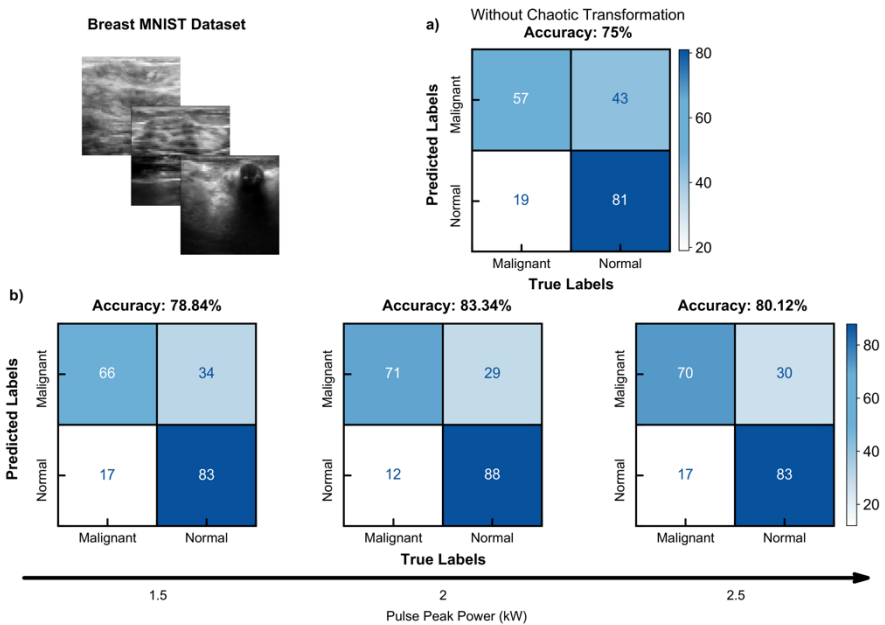 Breast MNIST Dataset
a)
Without Chaotic Transformation
Accuracy: 75%
Predicted Labels
Malignant
Normal
57
43
19
81
80
60
40
20
Malignant
Normal
True Labels
b)
Accuracy: 78.84%
Accuracy: 83.34%
Accuracy: 80.12%
Predicted Labels
Malignant
Normal
66
34
17
83
Malignant
Normal
Malignant
Normal
71
29
12
88
Malignant
Normal
True Labels
Malignant
Normal
70
30
17
83
Malignant
Normal
80
60
40
20
1.5
2
2.5
Pulse Peak Power (kW)